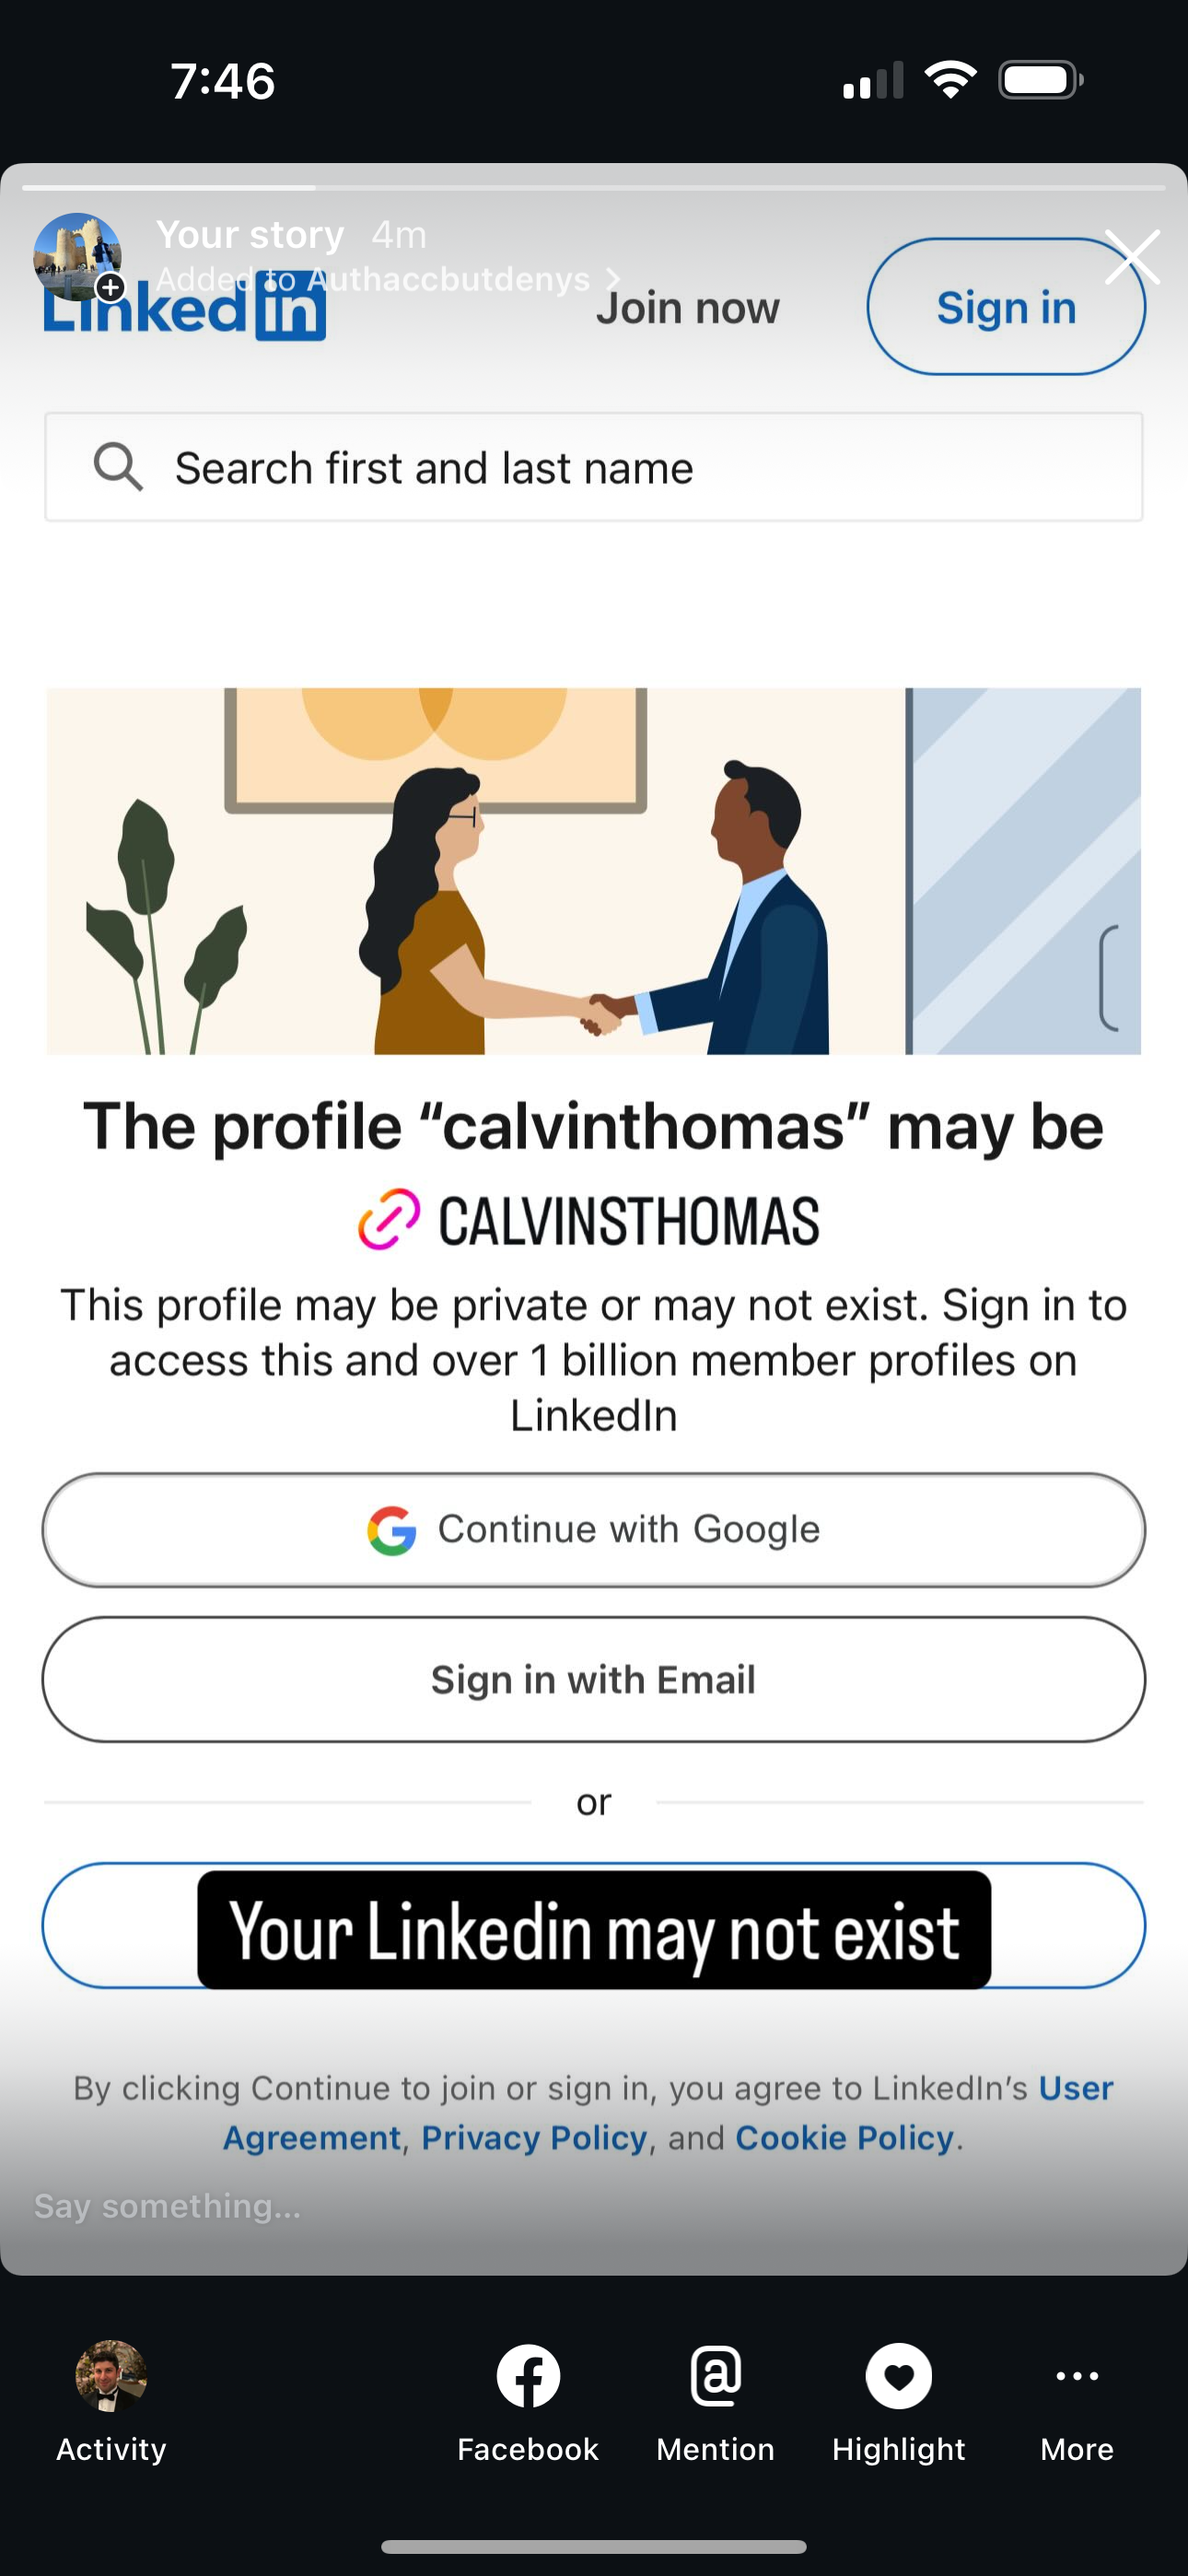 7:46
Your story 4m
Added to Authaccbutdenys >
Linkedin
Join now
Sign in
Search first and last name
The profile “calvinthomas” may be
CALVINSTHOMAS
This profile may be private or may not exist. Sign in to
access this and over 1 billion member profiles on
LinkedIn
Continue with Google
Sign in with Email
or
Your Linkedin may not exist
By clicking Continue to join or sign in, you agree to LinkedIn’s User
Agreement, Privacy Policy, and Cookie Policy.
Say something...
Activity
Facebook
Mention
Highlight
More